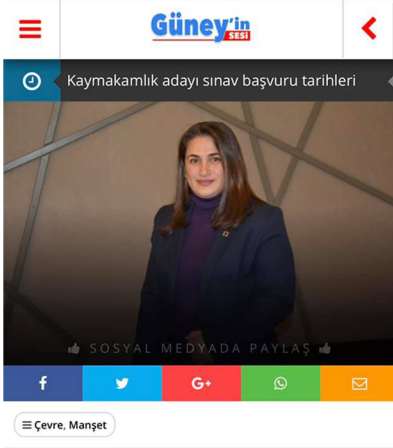 Güney'in
SESİ
Kaymakamlık adayı sınav başvuru tarihleri
SOSYAL MEDYADA PAYLAŞ
Çevre, Manşet